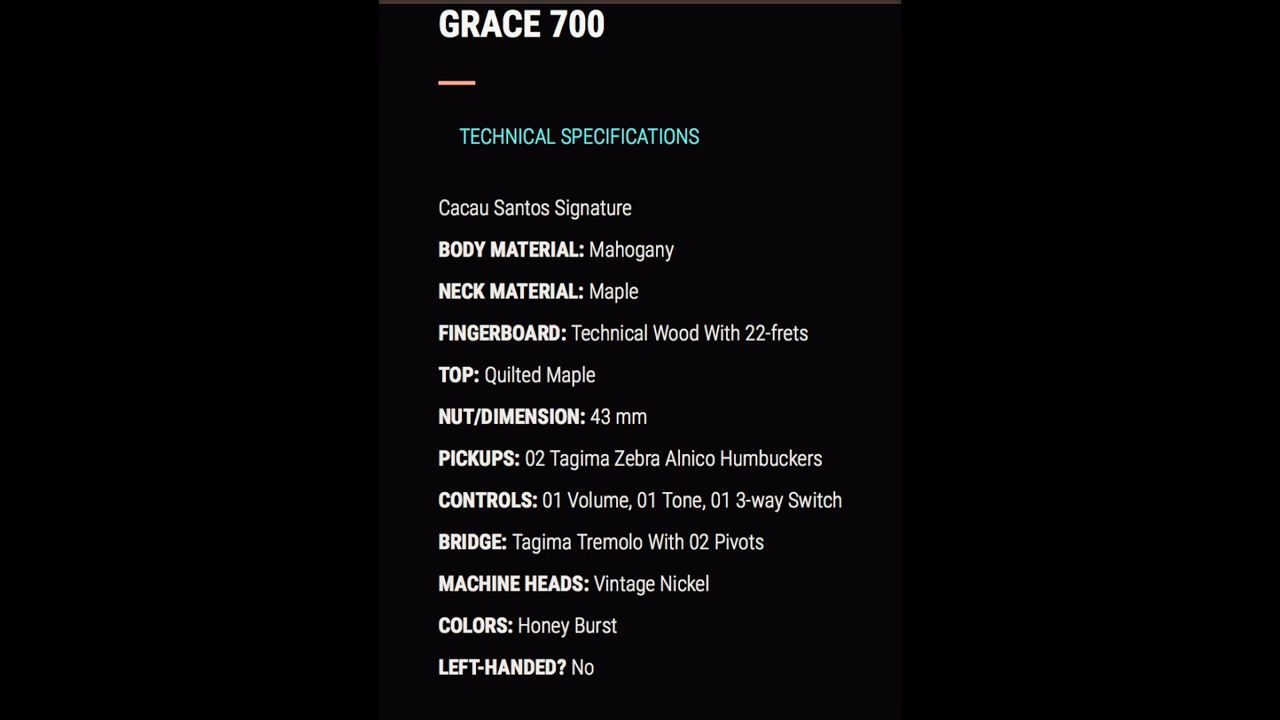 GRACE 700
TECHNICAL SPECIFICATIONS
Cacau Santos Signature
BODY MATERIAL: Mahogany
NECK MATERIAL: Maple
FINGERBOARD: Technical Wood With 22-frets
TOP: Quilted Maple
NUT/DIMENSION: 43 mm
PICKUPS: 02 Tagima Zebra Alnico Humbuckers
CONTROLS: 01 Volume, 01 Tone, 01 3-way Switch
BRIDGE: Tagima Tremolo With 02 Pivots
MACHINE HEADS: Vintage Nickel
COLORS: Honey Burst
LEFT-HANDED? No